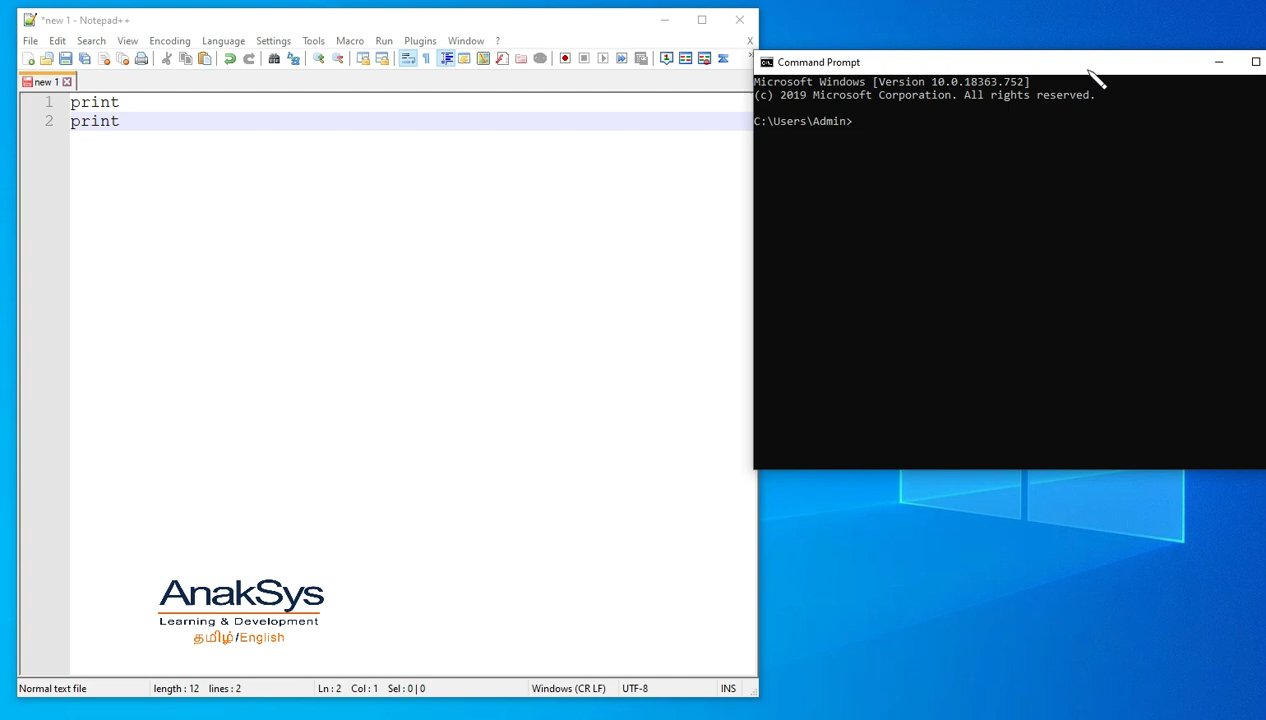 *new 1 - Notepad++
File Edit Search View Encoding Language Settings Tools Macro Run Plugins Window ? X
new 1
1 print
2 print
AnakSys
Learning & Development
தமிழ்/English
Normal text file length : 12 lines : 2 Ln : 2 Col : 1 Sel : 0 | 0 Windows (CR LF) UTF-8 INS
Command Prompt
Microsoft Windows [Version 10.0.18363.752]
(c) 2019 Microsoft Corporation. All rights reserved.
C:\Users\Admin>